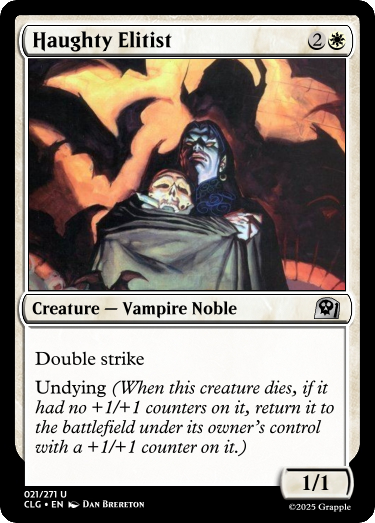 Haughty Elitist 2
Creature — Vampire Noble
Double strike
Undying (When this creature dies, if it
had no +1/+1 counters on it, return it to
the battlefield under its owner's control
with a +1/+1 counter on it.)
1/1
021/271 U
CLG • EN Dan Brereton
©2025 Grapple